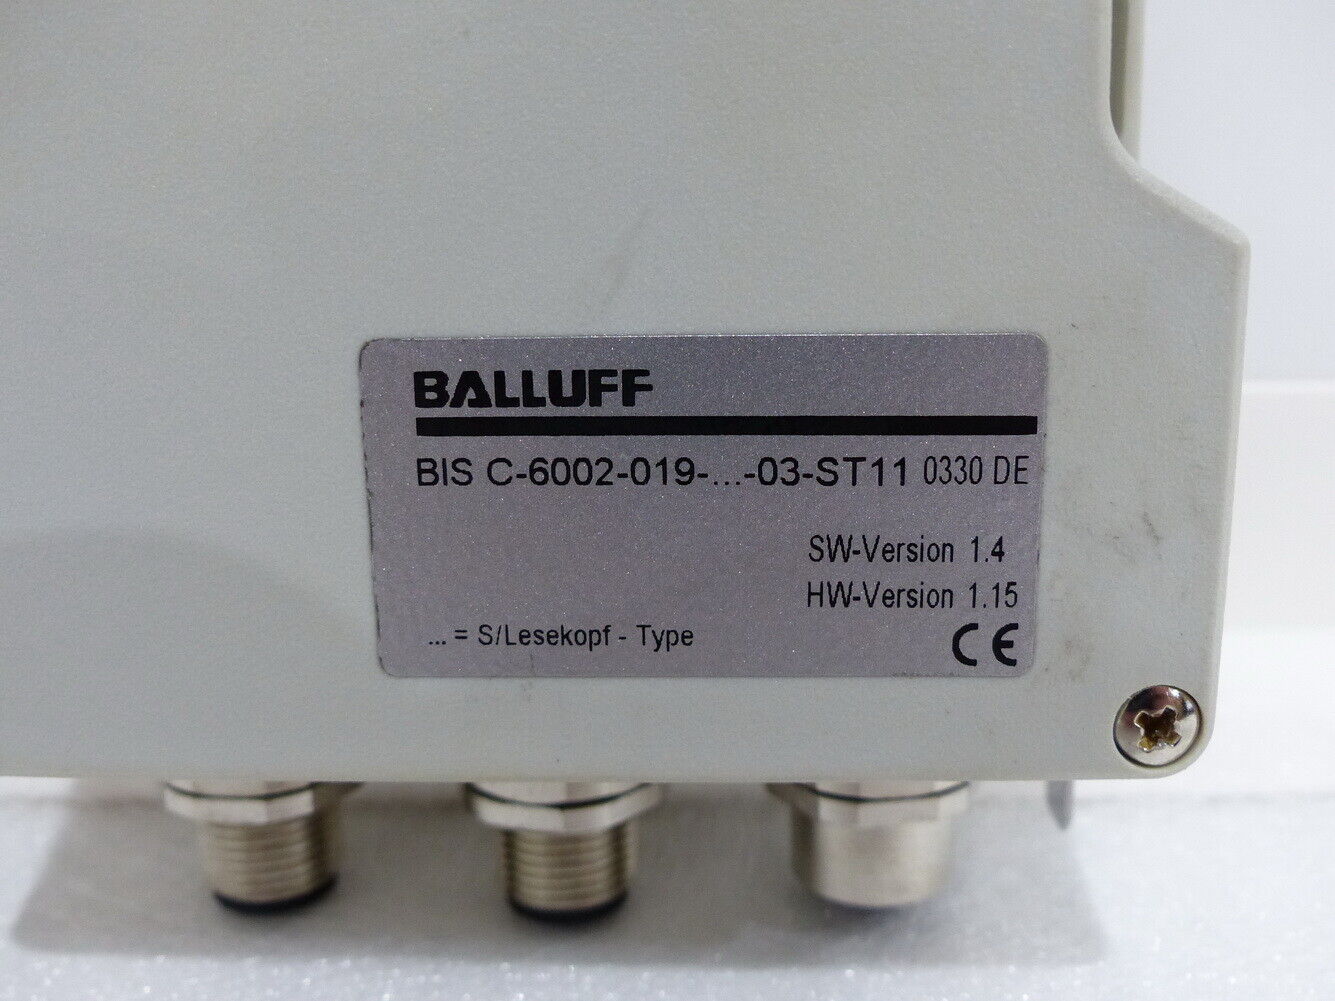 BALLUFF
BIS C-6002-019-...-03-ST11 0330 DE
SW-Version 1.4
HW-Version 1.15
... = S/Lesekopf - Type
CE